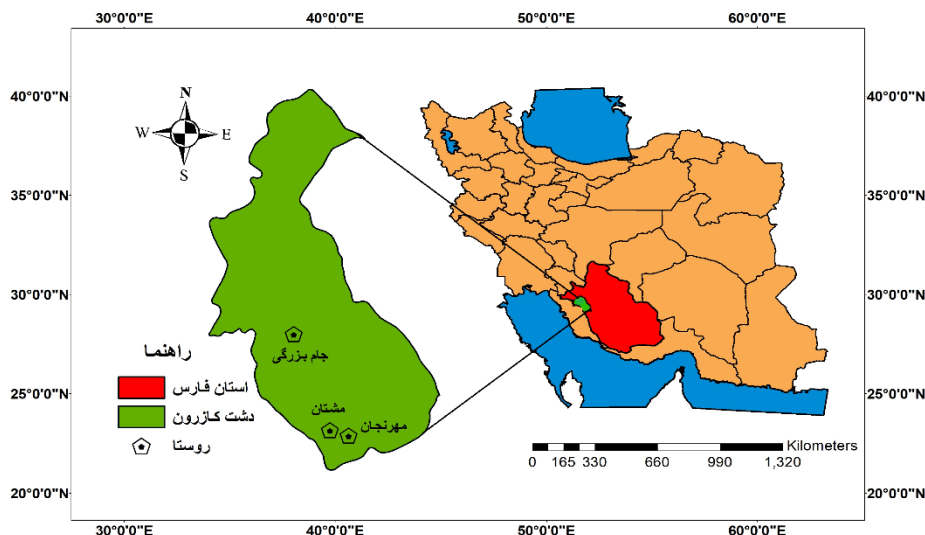 30°0'0"E 40°0'0"E 50°0'0"E 60°0'0"E
40°0'0"N 40°0'0"N
35°0'0"N 35°0'0"N
30°0'0"N 30°0'0"N
25°0'0"N 25°0'0"N
20°0'0"N 20°0'0"N
N
W E
S
جام بزرگی
مشتان
مهرنجان
راهنما
استان فارس
دشت کازرون
روستا
Kilometers
0 165 330 660 990 1,320
30°0'0"E 40°0'0"E 50°0'0"E 60°0'0"E